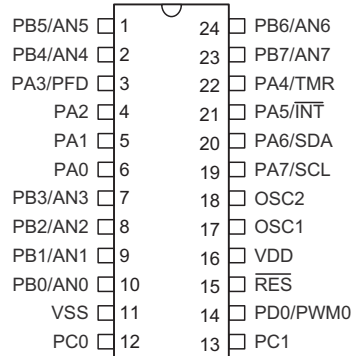 PB5/AN5 1 24 PB6/AN6
PB4/AN4 2 23 PB7/AN7
PA3/PFD 3 22 PA4/TMR
PA2 4 21 PA5/INT
PA1 5 20 PA6/SDA
PA0 6 19 PA7/SCL
PB3/AN3 7 18 OSC2
PB2/AN2 8 17 OSC1
PB1/AN1 9 16 VDD
PB0/AN0 10 15 RES
VSS 11 14 PD0/PWM0
PC0 12 13 PC1